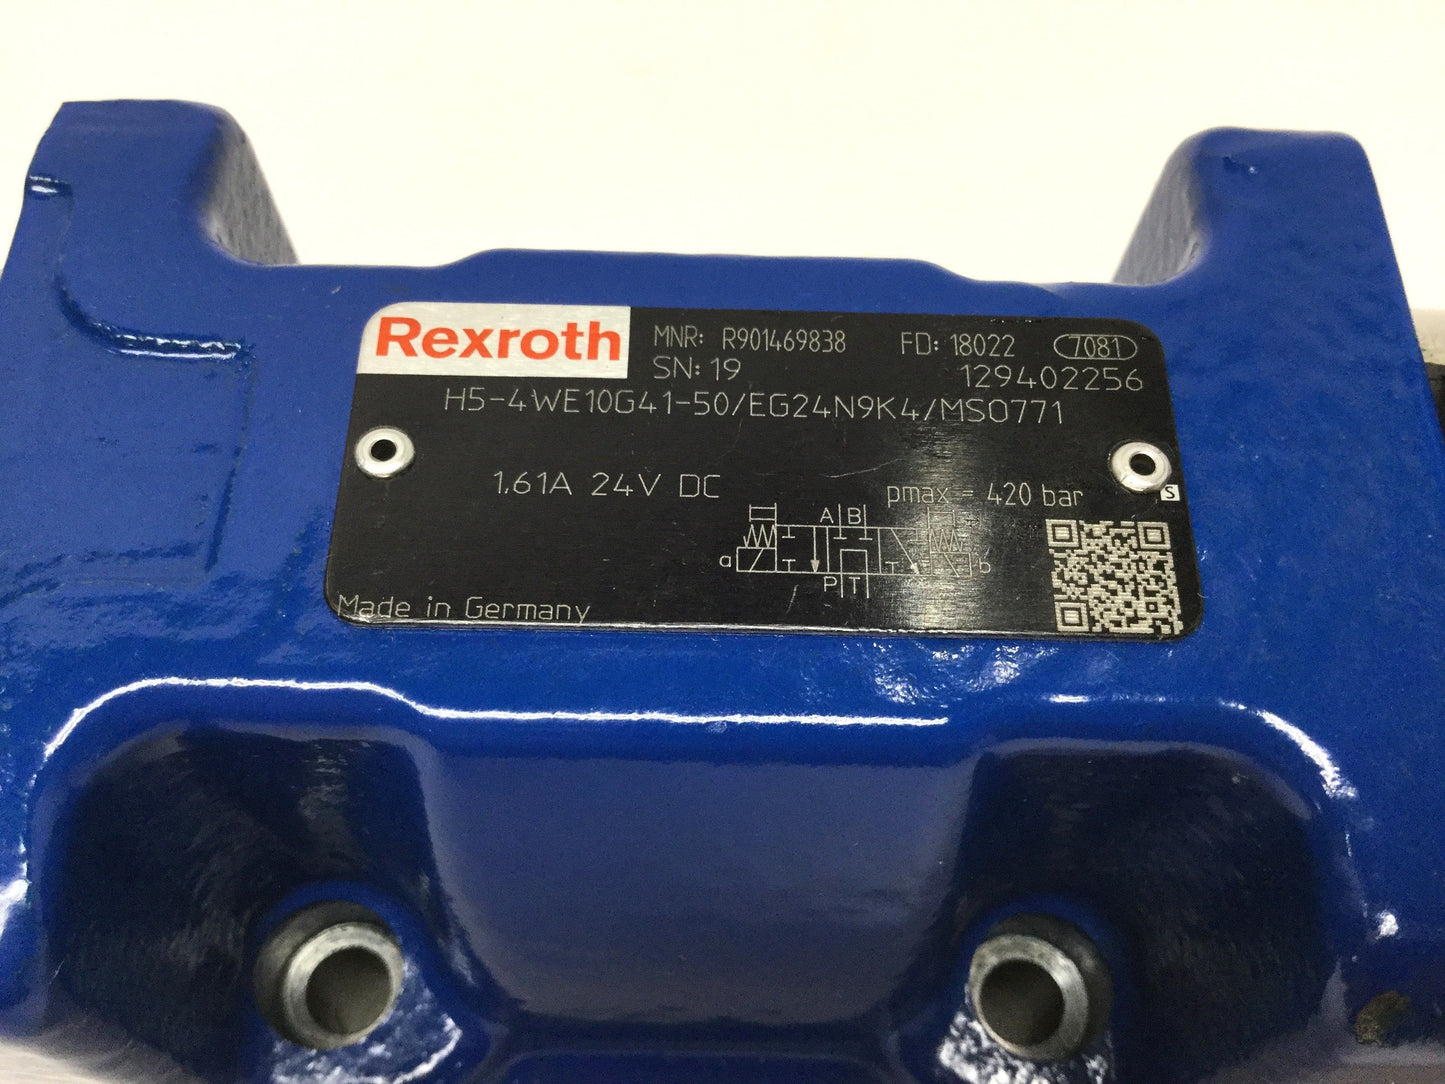 Rexroth
MNR: R901469838 FD: 18022 7081
SN: 19 129402256
H5-4WE10G41-50/EG24N9K4/MSO771
1.61A 24V DC
pmax = 420 bar
S
A B
a b
T T
P T
Made in Germany